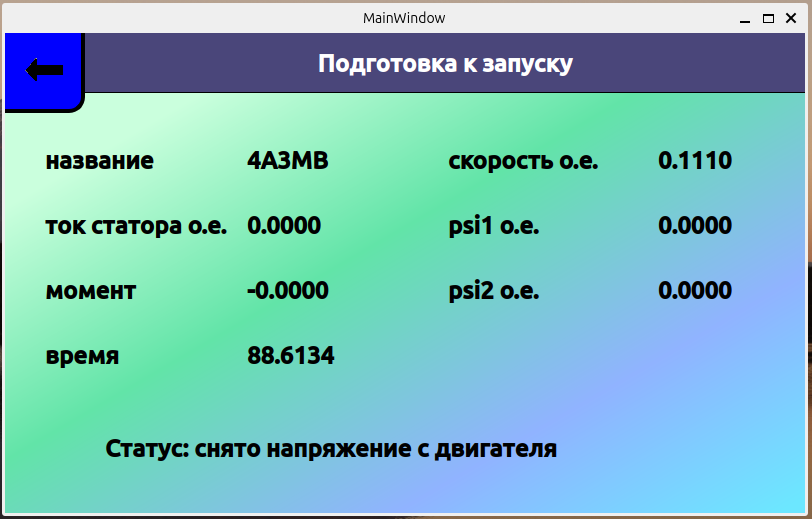 MainWindow
Подготовка к запуску
название 4АЗМВ скорость о.е. 0.1110
ток статора о.е. 0.0000 psi1 о.е. 0.0000
момент -0.0000 psi2 о.е. 0.0000
время 88.6134
Статус: снято напряжение с двигателя